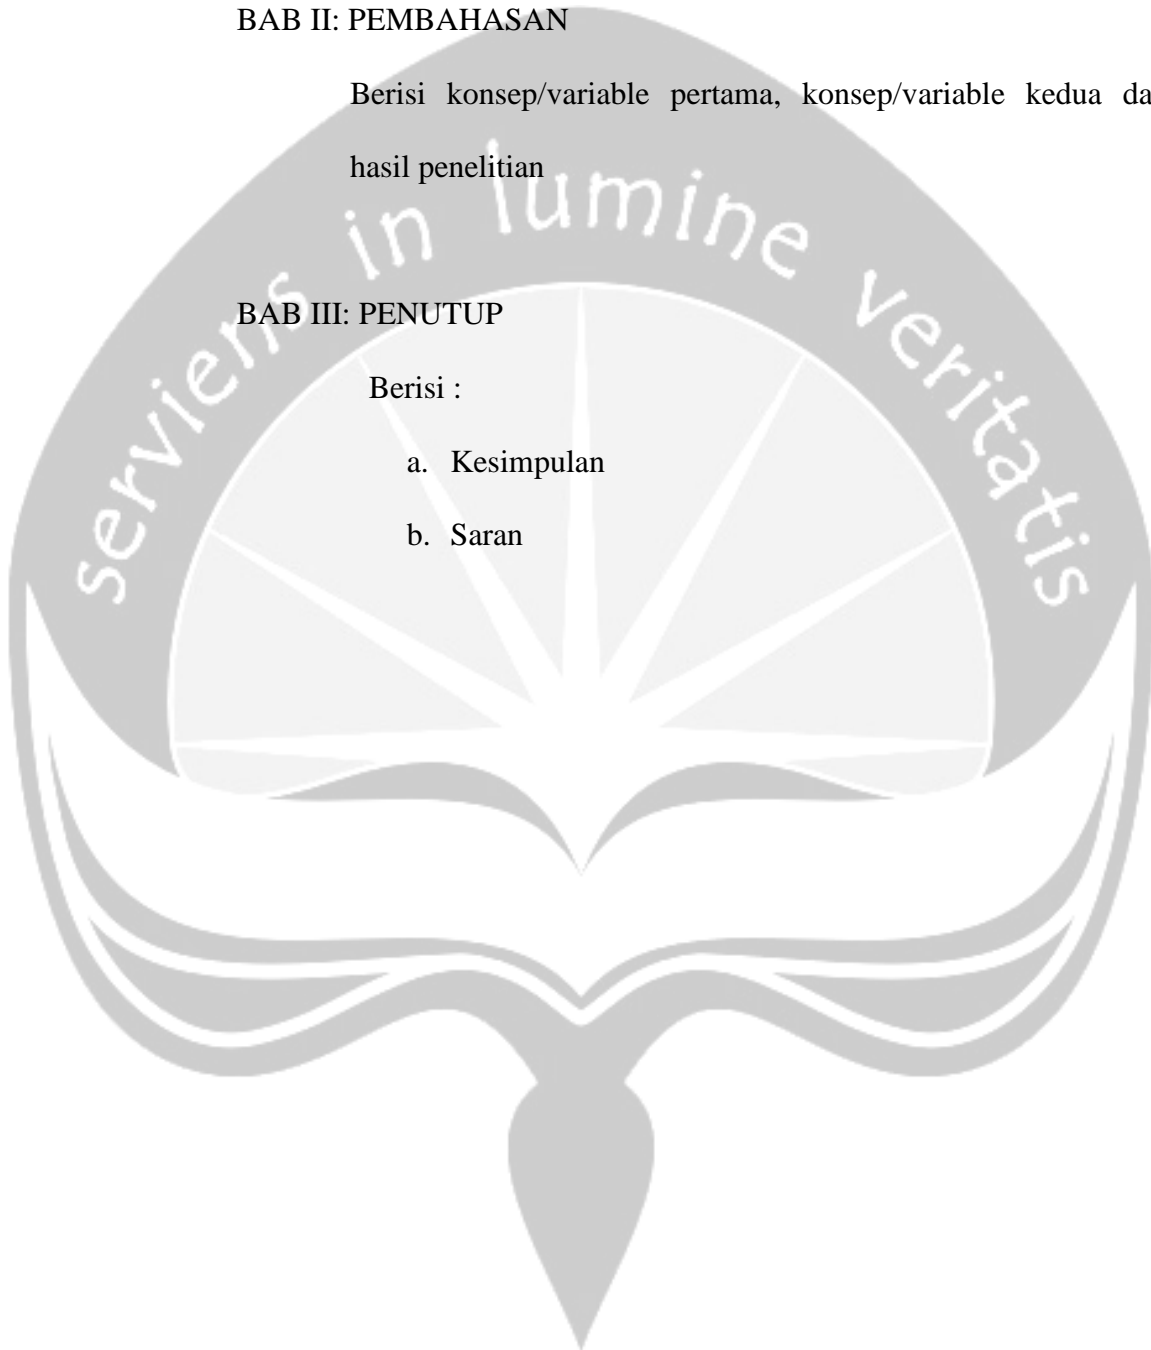 BAB II: PEMBAHASAN
Berisi konsep/variable pertama, konsep/variable kedua da
hasil penelitian
serviens in lumine veritatis
BAB III: PENUTUP
Berisi :
a. Kesimpulan
b. Saran